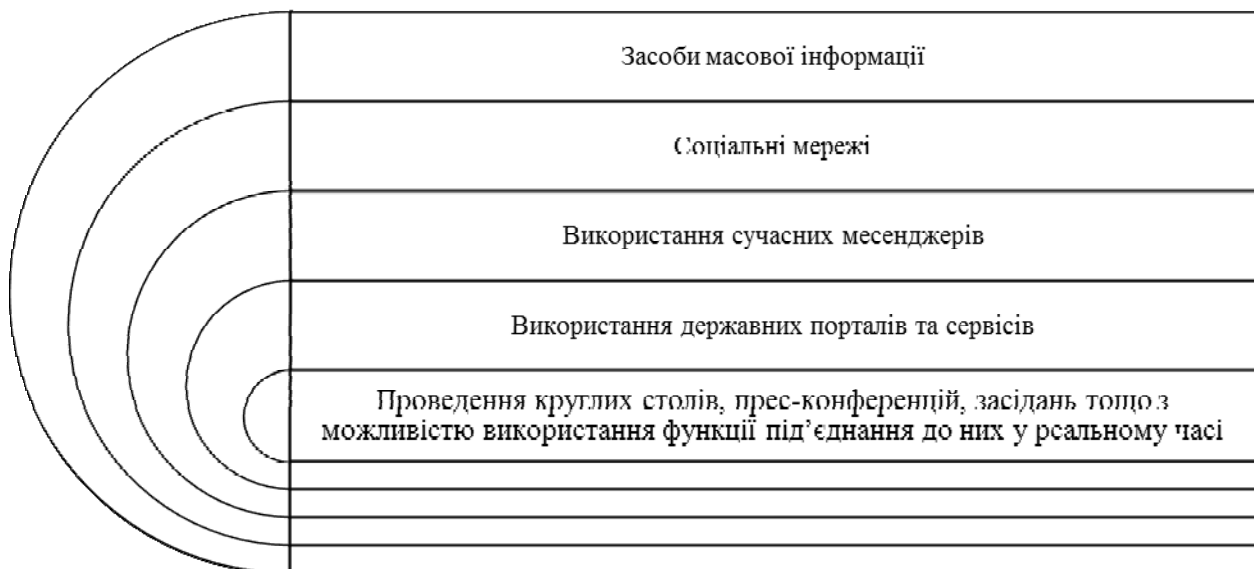 Засоби масової інформації
Соціальні мережі
Використання сучасних месенджерів
Використання державних порталів та сервісів
Проведення круглих столів, прес-конференцій, засідань тощо з
можливістю використання функції під’єднання до них у реальному часі